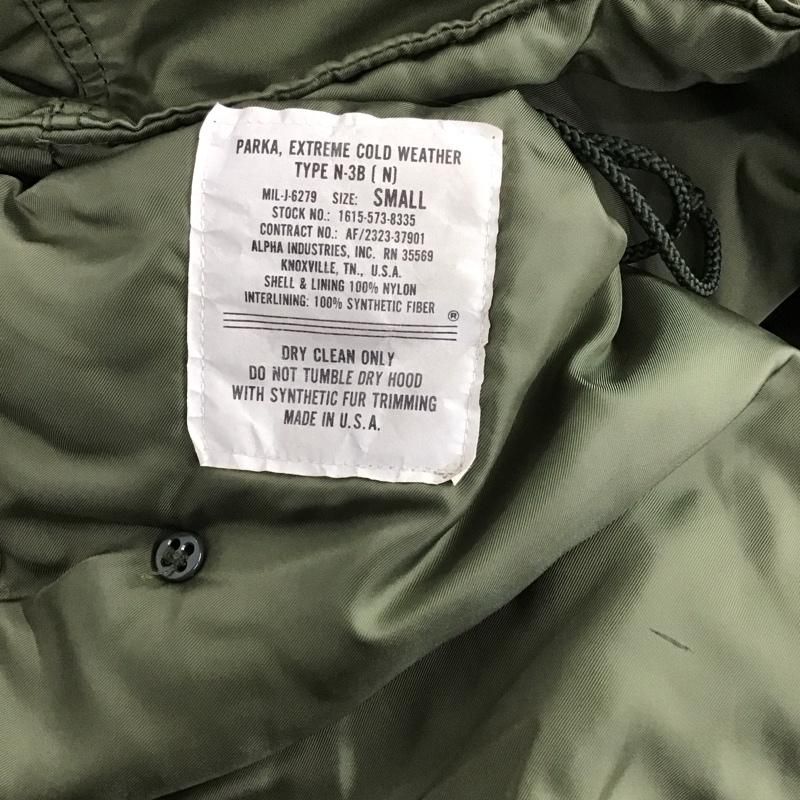 PARKA, EXTREME COLD WEATHER
TYPE N-3B ( N)
MIL-J-6279 SIZE: SMALL
STOCK NO.: 1615-573-8335
CONTRACT NO.: AF/2323-37901
ALPHA INDUSTRIES, INC. RN 35569
KNOXVILLE, TN., U.S.A.
SHELL & LINING 100% NYLON
INTERLINING: 100% SYNTHETIC FIBER
®
DRY CLEAN ONLY
DO NOT TUMBLE DRY HOOD
WITH SYNTHETIC FUR TRIMMING
MADE IN U.S.A.